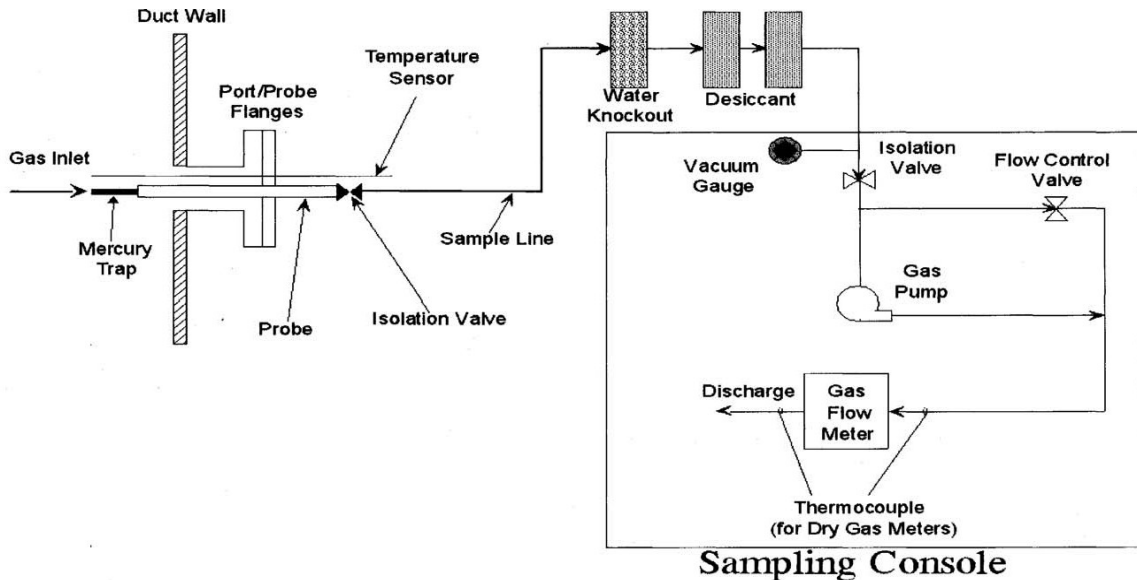 Duct Wall
Temperature
Sensor
Port/Probe
Flanges
Gas Inlet
Mercury
Trap
Probe
Isolation Valve
Sample Line
Water
Knockout
Desiccant
Vacuum
Gauge
Isolation
Valve
Flow Control
Valve
Gas
Pump
Discharge
Gas
Flow
Meter
Thermocouple
(for Dry Gas Meters)
Sampling Console